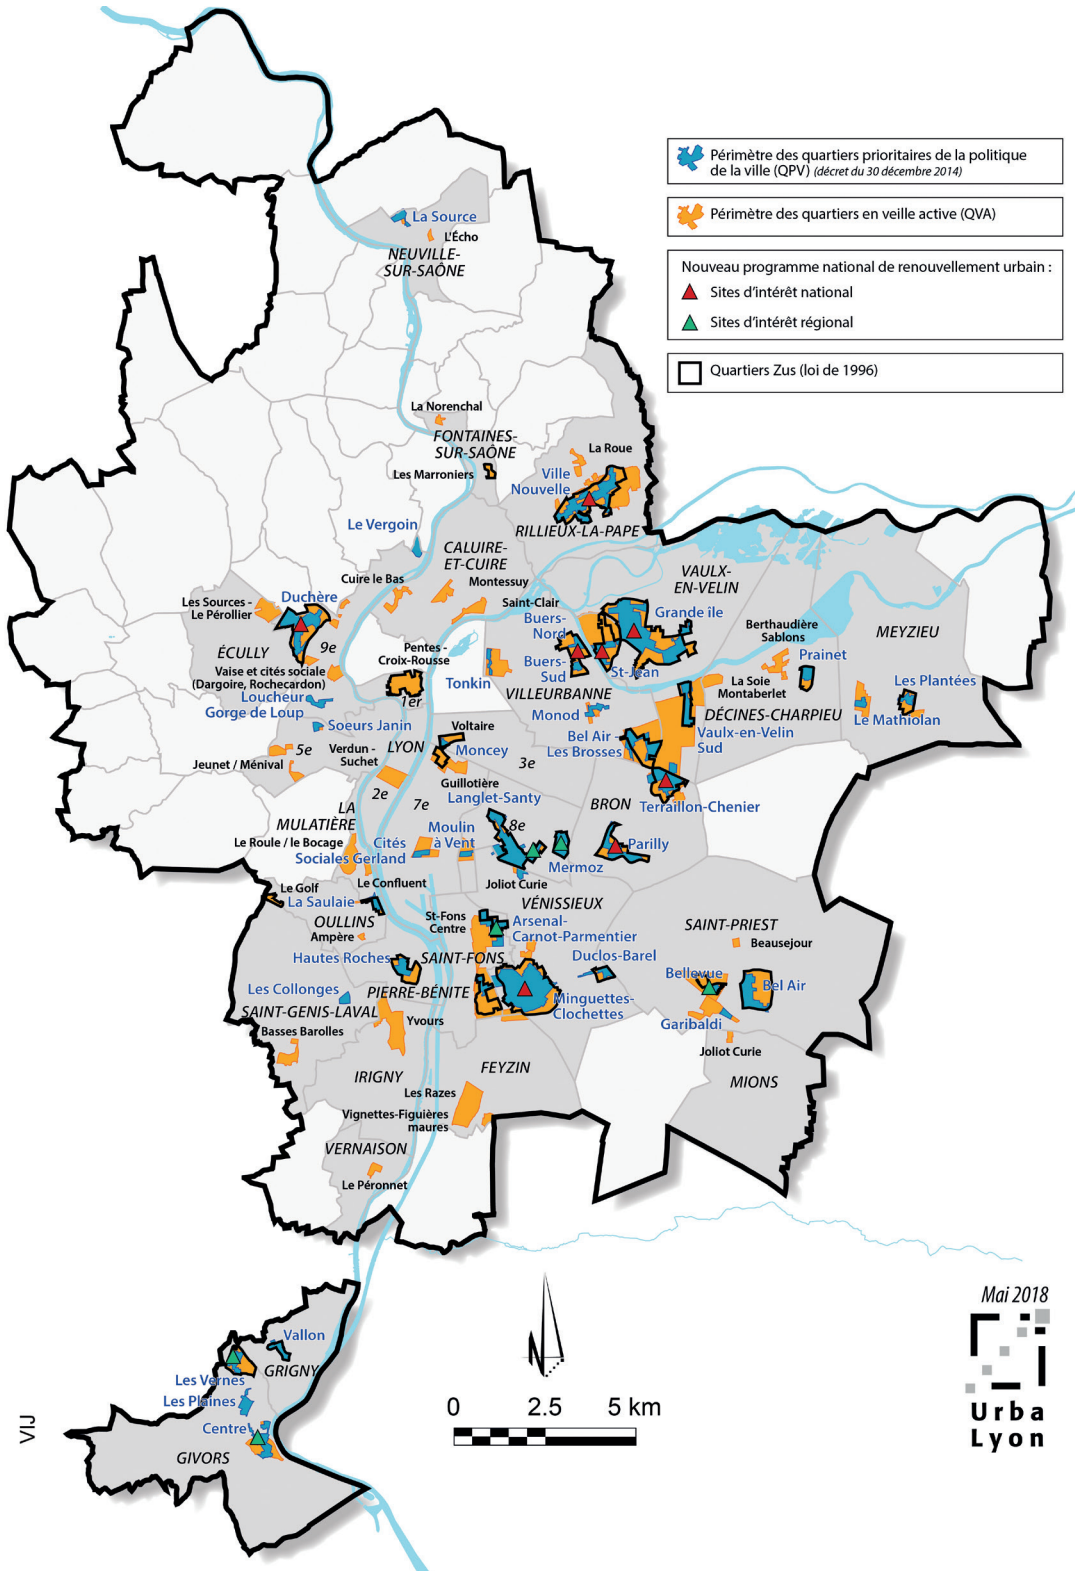 Périmètre des quartiers prioritaires de la politique
de la ville (QPV) (décret du 30 décembre 2014)
Périmètre des quartiers en veille active (QVA)
Nouveau programme national de renouvellement urbain :
Sites d'intérêt national
Sites d'intérêt régional
Quartiers Zus (loi de 1996)
La Source
L'Écho
NEUVILLE-
SUR-SAÔNE
La Norenchal
FONTAINES-
SUR-SAÔNE
Les Marroniers
La Roue
Ville
Nouvelle
RILLIEUX-LA-PAPE
Le Vergoin
CALUIRE-
ET-CUIRE
Cuire le Bas
Montessuy
VAULX-
EN-VELIN
Les Sources -
Le Pérollier
Duchère
Saint-Clair
Buers-
Nord
Grande île
Berthaudière
Sablons
MEYZIEU
ÉCULLY
9e
Pentes -
Croix-Rousse
Buers-
Sud
St-Jean
Prainet
Vaise et cités sociale
(Dargoire, Rochecardon)
Tonkin
La Soie
Montaberlet
Les Plantées
Loucheur
Gorge de Loup
1er
VILLEURBANNE
Monod
DÉCINES-CHARPIEU
Le Mathiolan
Soeurs Janin
Voltaire
Bel Air -
Les Brosses
Vaulx-en-Velin
Sud
5e
Verdun -
Suchet
LYON
Moncey
3e
Jeunet / Ménival
Guillotière
2e
7e
Langlet-Santy
BRON
Terraillon-Chenier
LA
MULATIÈRE
8e
Moulin
à Vent
Le Roule / le Bocage
Cités
Sociales Gerland
Parilly
Mermoz
Le Confluent
Joliot Curie
Le Golf
La Saulaie
VÉNISSIEUX
OULLINS
St-Fons
Centre
Arsenal-
Carnot-Parmentier
SAINT-PRIEST
Ampère
Beausejour
Hautes Roches
SAINT-FONS
Duclos-Barel
Bellevue
Les Collonges
PIERRE-BÉNITE
Bel Air
SAINT-GENIS-LAVAL
Minguettes-
Clochettes
Basses Barolles
Yvours
Garibaldi
Joliot Curie
IRIGNY
FEYZIN
MIONS
Les Razes
Vignettes-Figuières
maures
VERNAISON
Le Péronnet
Mai 2018
Vallon
GRIGNY
Les Vernes
Les Plaines
Centre
GIVORS
N
0 2.5 5 km
Urba
Lyon
VIJ